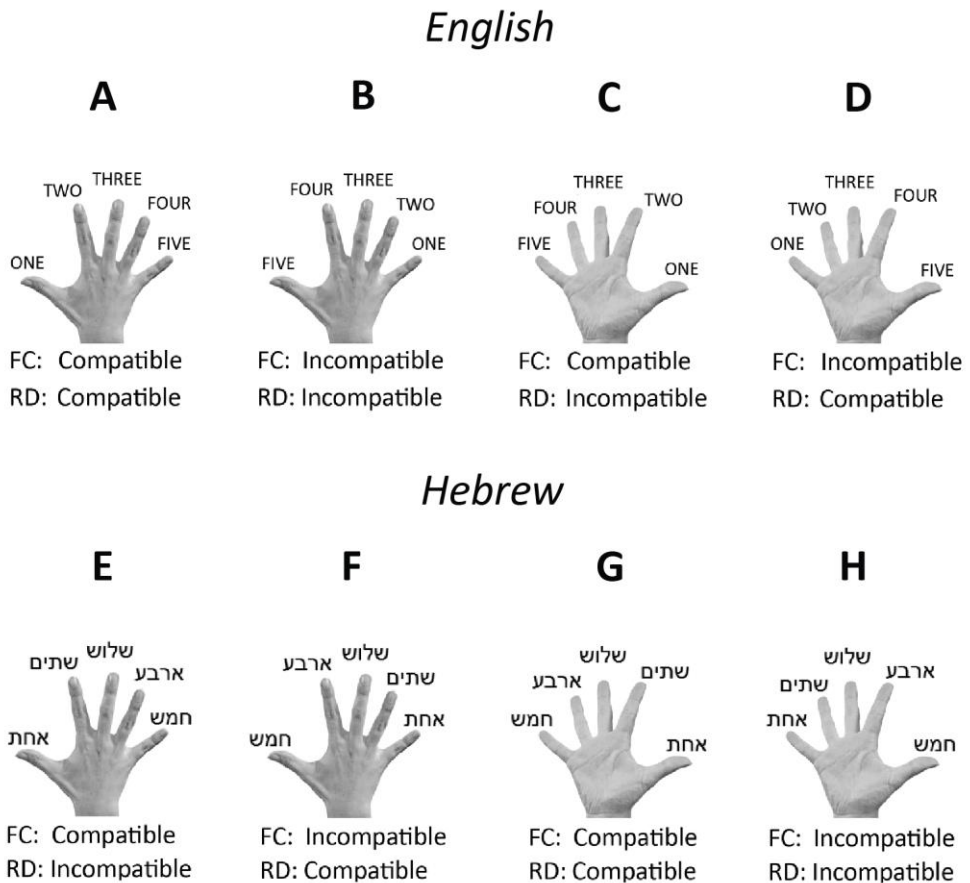 English
A B C D
TWO THREE FOUR
ONE FIVE
FOUR THREE TWO
FIVE ONE
THREE
FOUR TWO
FIVE
ONE
THREE
TWO FOUR
ONE
FIVE
FC: Compatible
RD: Compatible
FC: Incompatible
RD: Incompatible
FC: Compatible
RD: Incompatible
FC: Incompatible
RD: Compatible
Hebrew
E F G H
שתים שלוש ארבע
אחת חמש
ארבע שלוש שתים
חמש אחת
שלוש
ארבע שתים
חמש
אחת
שלוש
שתים ארבע
אחת
חמש
FC: Compatible
RD: Incompatible
FC: Incompatible
RD: Compatible
FC: Compatible
RD: Compatible
FC: Incompatible
RD: Incompatible